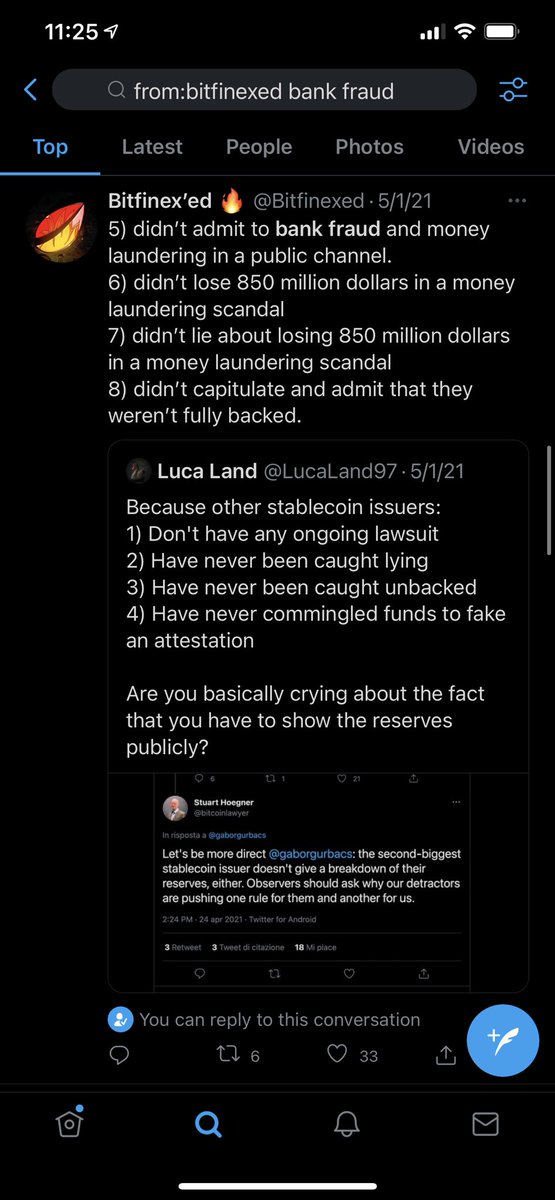 11:25
from:bitfinexed bank fraud
Top Latest People Photos Videos
Bitfinex’ed 🔥 @Bitfinexed · 5/1/21
5) didn’t admit to bank fraud and money
laundering in a public channel.
6) didn’t lose 850 million dollars in a money
laundering scandal
7) didn’t lie about losing 850 million dollars
in a money laundering scandal
8) didn’t capitulate and admit that they
weren’t fully backed.
Luca Land @LucaLand97 · 5/1/21
Because other stablecoin issuers:
1) Don't have any ongoing lawsuit
2) Have never been caught lying
3) Have never been caught unbacked
4) Have never commingled funds to fake
an attestation
Are you basically crying about the fact
that you have to show the reserves
publicly?
6 1 21
Stuart Hoegner
@bitcoinlawyer
In risposta a @gaborgurbacs
Let's be more direct @gaborgurbacs: the second-biggest
stablecoin issuer doesn't give a breakdown of their
reserves, either. Observers should ask why our detractors
are pushing one rule for them and another for us.
2:24 PM · 24 apr 2021 · Twitter for Android
3 Retweet 3 Tweet di citazione 18 Mi piace
You can reply to this conversation
6 33